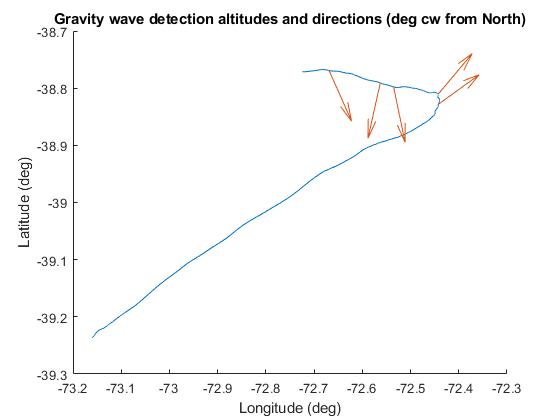 Gravity wave detection altitudes and directions (deg cw from North)
-38.7
-38.8
-38.9
-39
-39.1
-39.2
-39.3
Latitude (deg)
-73.2 -73.1 -73 -72.9 -72.8 -72.7 -72.6 -72.5 -72.4 -72.3
Longitude (deg)